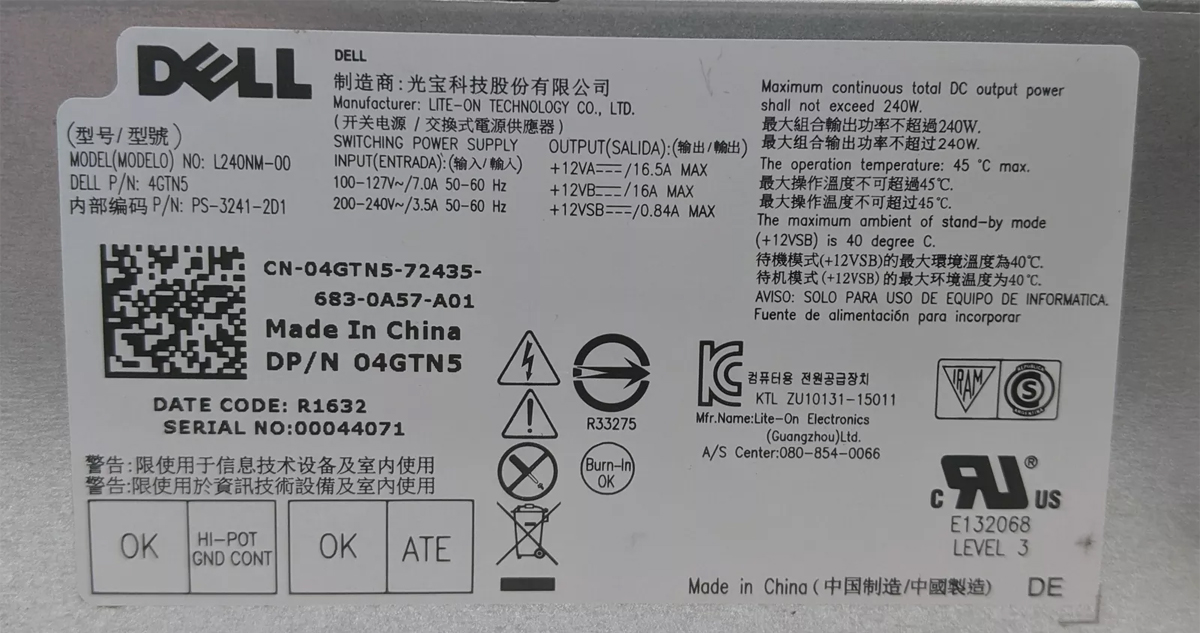 DELL
DELL
制造商:光宝科技股份有限公司
Manufacturer: LITE-ON TECHNOLOGY CO., LTD.
(开关电源 / 交換式電源供應器)
SWITCHING POWER SUPPLY
INPUT(ENTRADA):(输入/輸入)
100-127V~/7.0A 50-60 Hz
200-240V~/3.5A 50-60 Hz
(型号/型號)
MODEL(MODELO) NO: L240NM-00
DELL P/N: 4GTN5
内部编码 P/N: PS-3241-2D1
OUTPUT(SALIDA):(输出/輸出)
+12VA⎓/16.5A MAX
+12VB⎓/16A MAX
+12VSB⎓/0.84A MAX
Maximum continuous total DC output power
shall not exceed 240W.
最大組合輸出功率不超過240W.
最大组合输出功率不超过240W.
The operation temperature: 45 °C max.
最大操作溫度不可超過45℃.
最大操作温度不可超过45℃.
The maximum ambient of stand-by mode
(+12VSB) is 40 degree C.
待機模式(+12VSB)的最大環境溫度為40℃.
待机模式(+12VSB)的最大环境温度为40℃.
AVISO: SOLO PARA USO DE EQUIPO DE INFORMATICA.
Fuente de alimentación para incorporar
CN-04GTN5-72435-
683-0A57-A01
Made In China
DP/N 04GTN5
DATE CODE: R1632
SERIAL NO:00044071
警告:限使用于信息技术设备及室内使用
警告:限使用於資訊技術設備及室內使用
OK
HI-POT
GND CONT
OK
ATE
R33275
Burn-In
OK
컴퓨터용 전원공급장치
KTL ZU10131-15011
Mfr.Name:Lite-On Electronics
(Guangzhou)Ltd.
A/S Center:080-854-0066
IRAM
REPUBLICA
S
ARGENTINA
C RU ® US
E132068
LEVEL 3
Made in China (中国制造/中國製造) DE